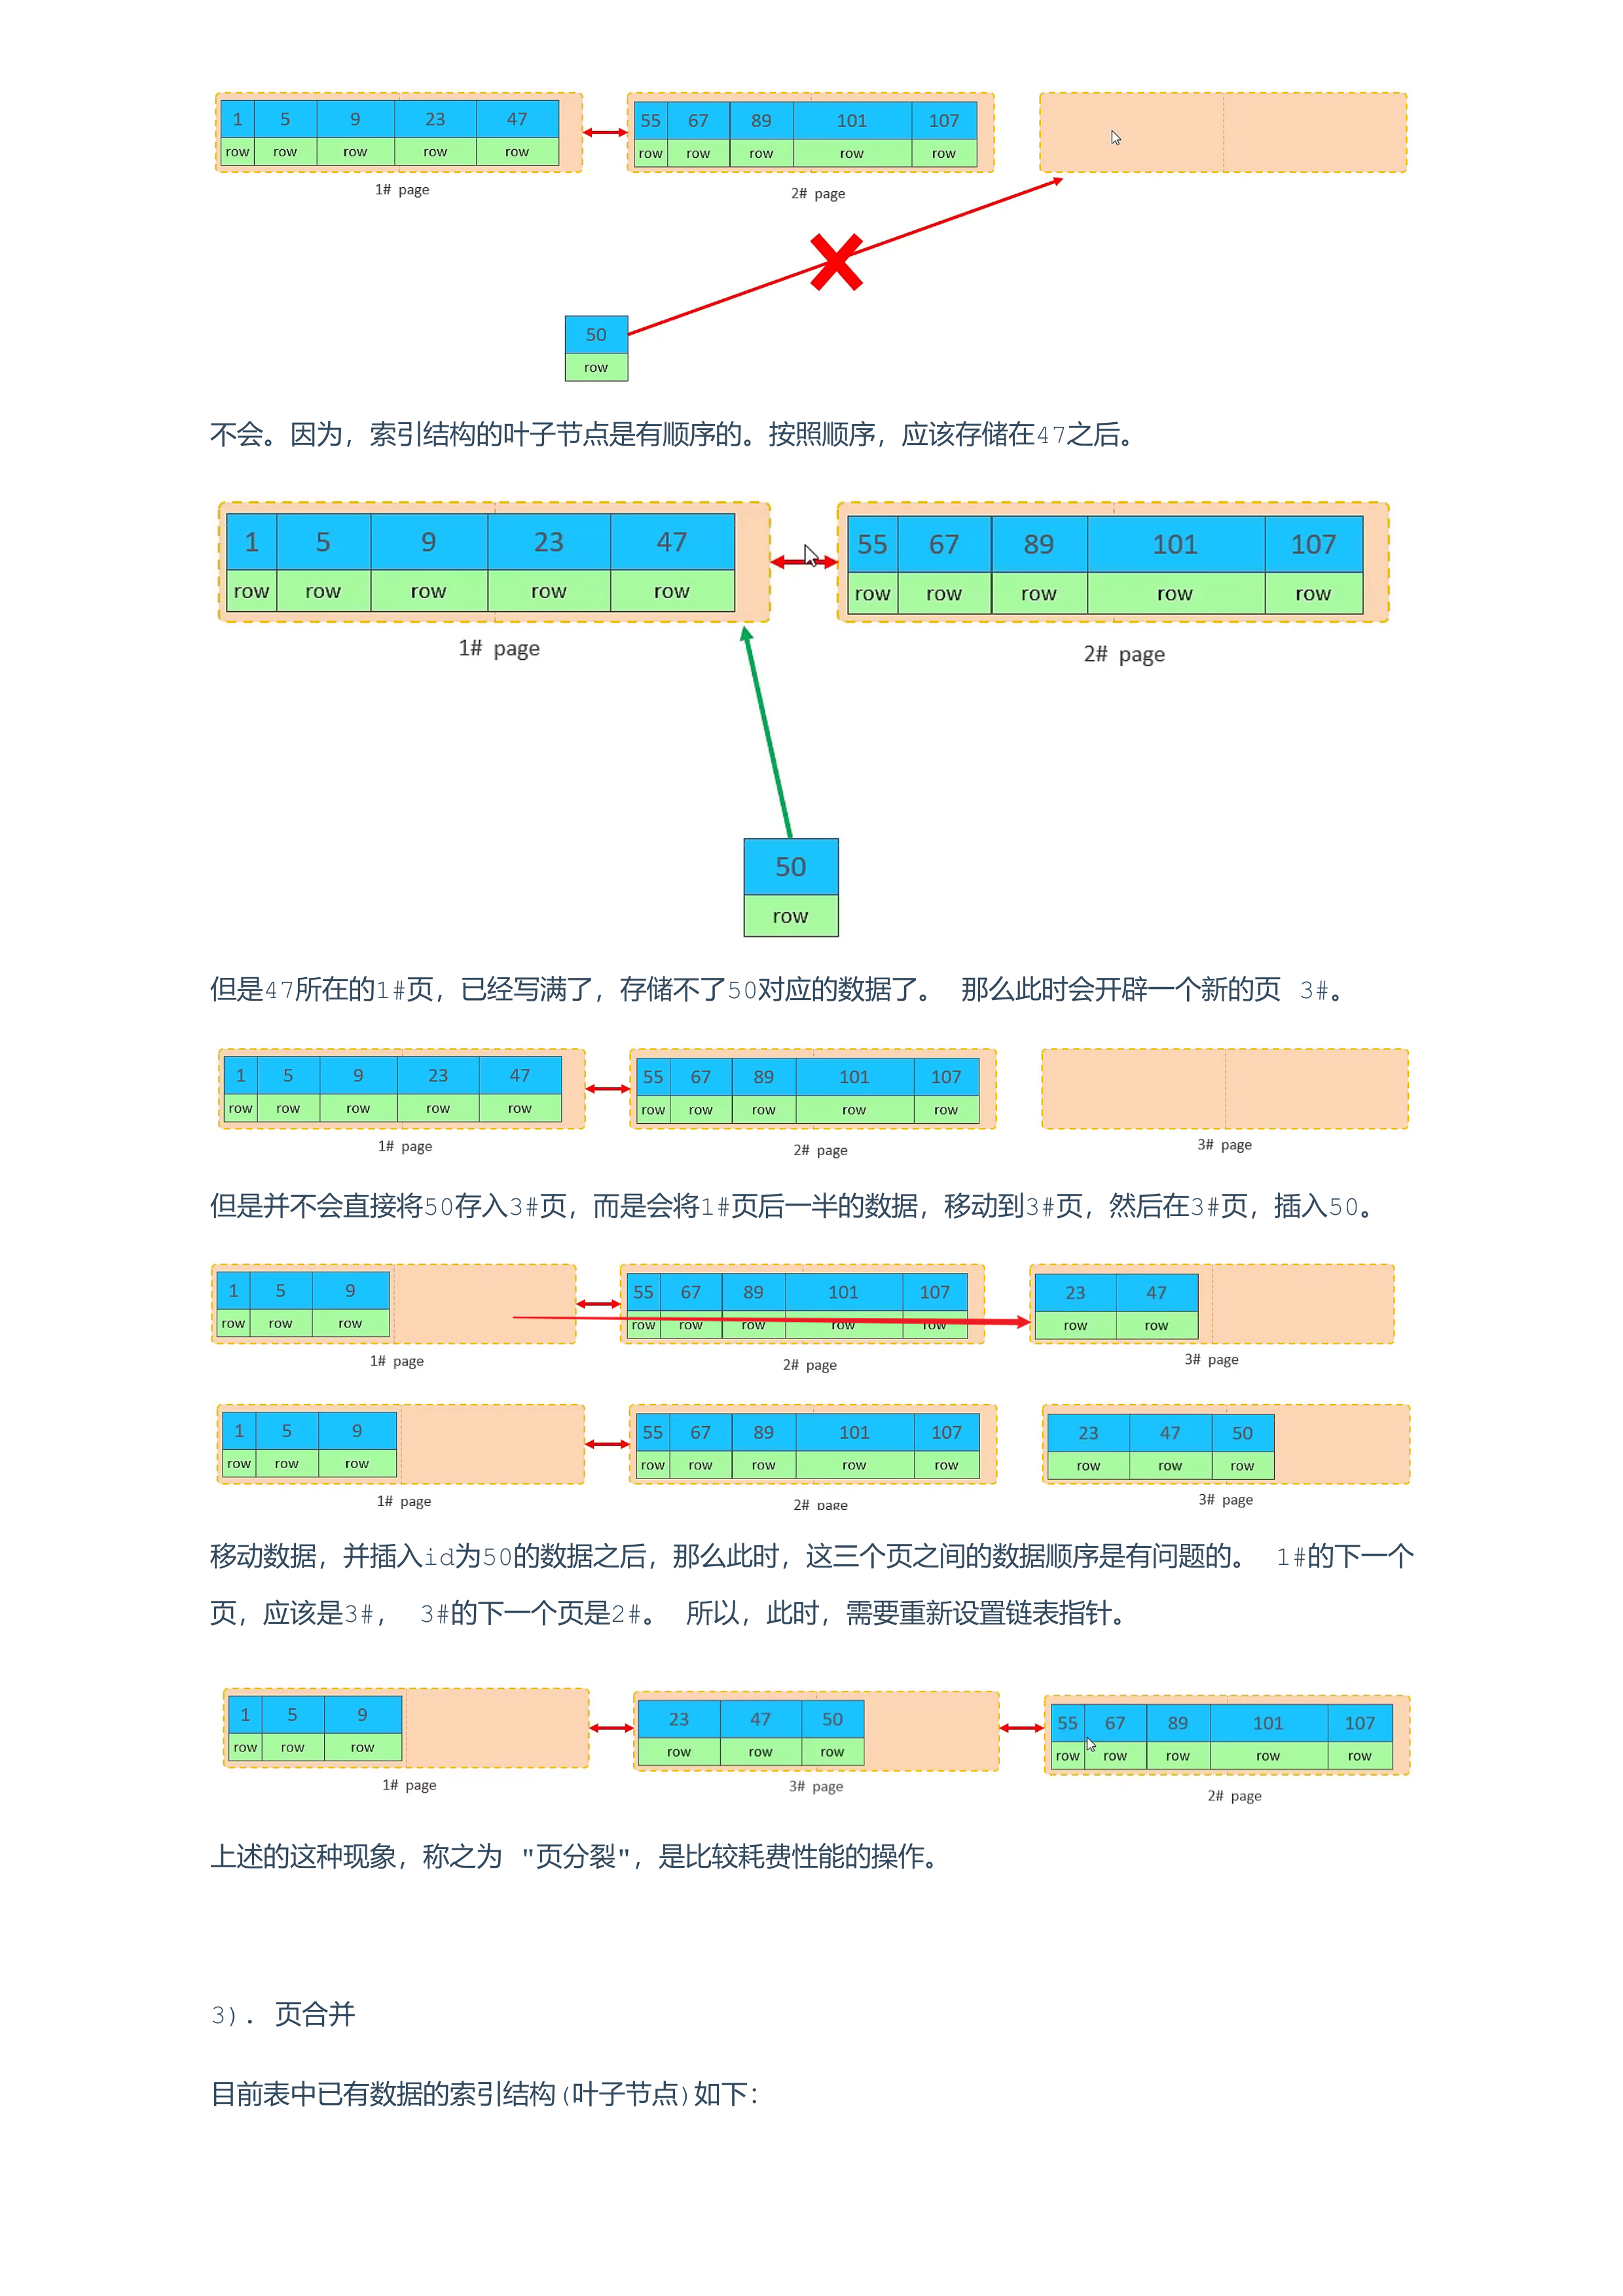 1 5 9 23 47 55 67 89 101 107
row row row row row row row row row row
1# page 2# page
50
row
不会。因为，索引结构的叶子节点是有顺序的。按照顺序，应该存储在47之后。
1 5 9 23 47 55 67 89 101 107
row row row row row row row row row row
1# page 2# page
50
row
但是47所在的1#页，已经写满了，存储不了50对应的数据了。 那么此时会开辟一个新的页 3#。
1 5 9 23 47 55 67 89 101 107
row row row row row row row row row row
1# page 2# page 3# page
但是并不会直接将50存入3#页，而是会将1#页后一半的数据，移动到3#页，然后在3#页，插入50。
1 5 9 55 67 89 101 107 23 47
row row row row row row row row row row
1# page 2# page 3# page
1 5 9 55 67 89 101 107 23 47 50
row row row row row row row row row row row
1# page 2# page 3# page
移动数据，并插入id为50的数据之后，那么此时，这三个页之间的数据顺序是有问题的。 1#的下一个
页，应该是3#， 3#的下一个页是2#。 所以，此时，需要重新设置链表指针。
1 5 9 23 47 50 55 67 89 101 107
row row row row row row row row row row row
1# page 3# page 2# page
上述的这种现象，称之为 "页分裂"，是比较耗费性能的操作。
3). 页合并
目前表中已有数据的索引结构(叶子节点)如下：